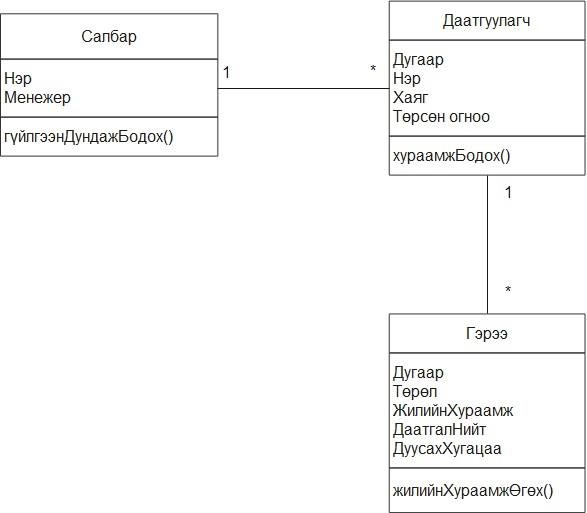 Салбар
Нэр
Менежер
гүйлгээнДундажБодох()
1
*
Даатгуулагч
Дугаар
Нэр
Хаяг
Төрсөн огноо
хураамжБодох()
1
*
Гэрээ
Дугаар
Төрөл
ЖилийнХураамж
ДаатгалНийт
ДуусахХугацаа
жилийнХураамжӨгөх()